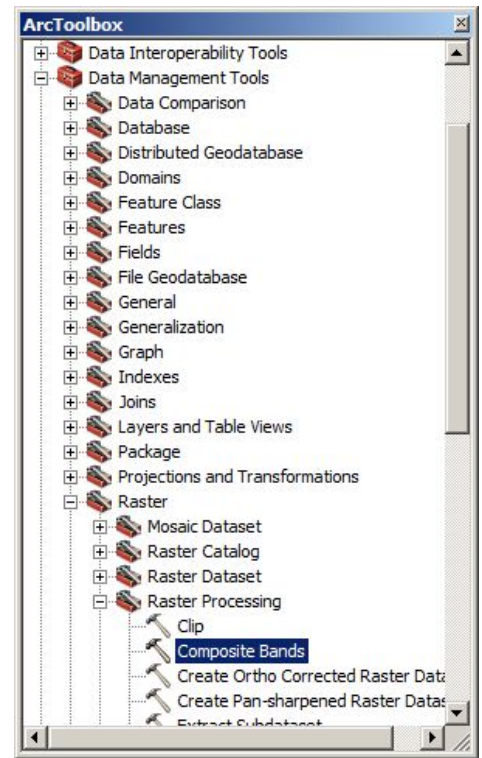 ArcToolbox
Data Interoperability Tools
Data Management Tools
Data Comparison
Database
Distributed Geodatabase
Domains
Feature Class
Features
Fields
File Geodatabase
General
Generalization
Graph
Indexes
Joins
Layers and Table Views
Package
Projections and Transformations
Raster
Mosaic Dataset
Raster Catalog
Raster Dataset
Raster Processing
Clip
Composite Bands
Create Ortho Corrected Raster Data
Create Pan-sharpened Raster Datas
Extract Subdataset